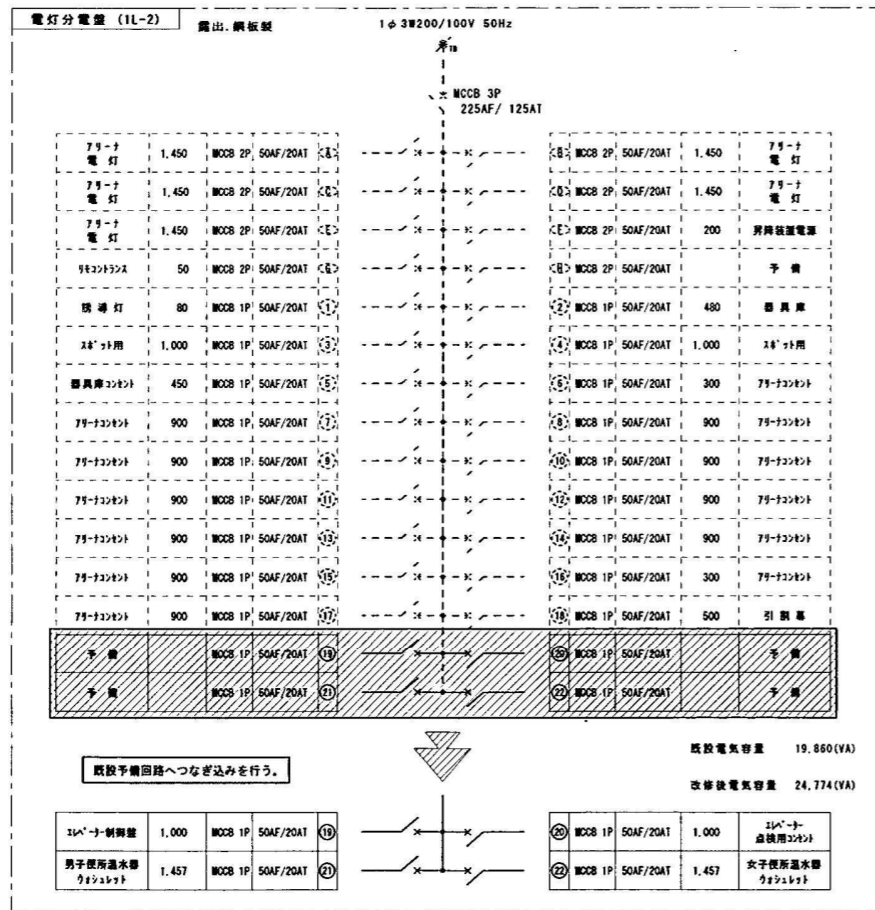 電灯分電盤 (1L-2) 露出.鋼板製 1φ3W200/100V 50Hz
TB
MCCB 3P
225AF/ 125AT
アリーナ電灯 1.450 MCCB 2P 50AF/20AT A B MCCB 2P 50AF/20AT 1.450 アリーナ電灯
アリーナ電灯 1.450 MCCB 2P 50AF/20AT C D MCCB 2P 50AF/20AT 1.450 アリーナ電灯
アリーナ電灯 1.450 MCCB 2P 50AF/20AT E F MCCB 2P 50AF/20AT 200 昇降装置電源
リモコントランス 50 MCCB 2P 50AF/20AT G H MCCB 2P 50AF/20AT 予備
誘導灯 80 MCCB 1P 50AF/20AT 1 2 MCCB 1P 50AF/20AT 480 器具庫
スポット用 1.000 MCCB 1P 50AF/20AT 3 4 MCCB 1P 50AF/20AT 1.000 スポット用
器具庫コンセント 450 MCCB 1P 50AF/20AT 5 6 MCCB 1P 50AF/20AT 300 アリーナコンセント
アリーナコンセント 900 MCCB 1P 50AF/20AT 7 8 MCCB 1P 50AF/20AT 900 アリーナコンセント
アリーナコンセント 900 MCCB 1P 50AF/20AT 9 10 MCCB 1P 50AF/20AT 900 アリーナコンセント
アリーナコンセント 900 MCCB 1P 50AF/20AT 11 12 MCCB 1P 50AF/20AT 900 アリーナコンセント
アリーナコンセント 900 MCCB 1P 50AF/20AT 13 14 MCCB 1P 50AF/20AT 900 アリーナコンセント
アリーナコンセント 900 MCCB 1P 50AF/20AT 15 16 MCCB 1P 50AF/20AT 300 アリーナコンセント
アリーナコンセント 900 MCCB 1P 50AF/20AT 17 18 MCCB 1P 50AF/20AT 500 引割幕
予備 MCCB 1P 50AF/20AT 19 20 MCCB 1P 50AF/20AT 予備
予備 MCCB 1P 50AF/20AT 21 22 MCCB 1P 50AF/20AT 予備
既設電気容量 19.860(VA)
既設予備回路へつなぎ込みを行う。
改修後電気容量 24,774(VA)
エレベーター制御盤 1.000 MCCB 1P 50AF/20AT 19 20 MCCB 1P 50AF/20AT 1.000 エレベーター点検用コンセント
男子便所温水器ウォシュレット 1.457 MCCB 1P 50AF/20AT 21 22 MCCB 1P 50AF/20AT 1.457 女子便所温水器ウォシュレット